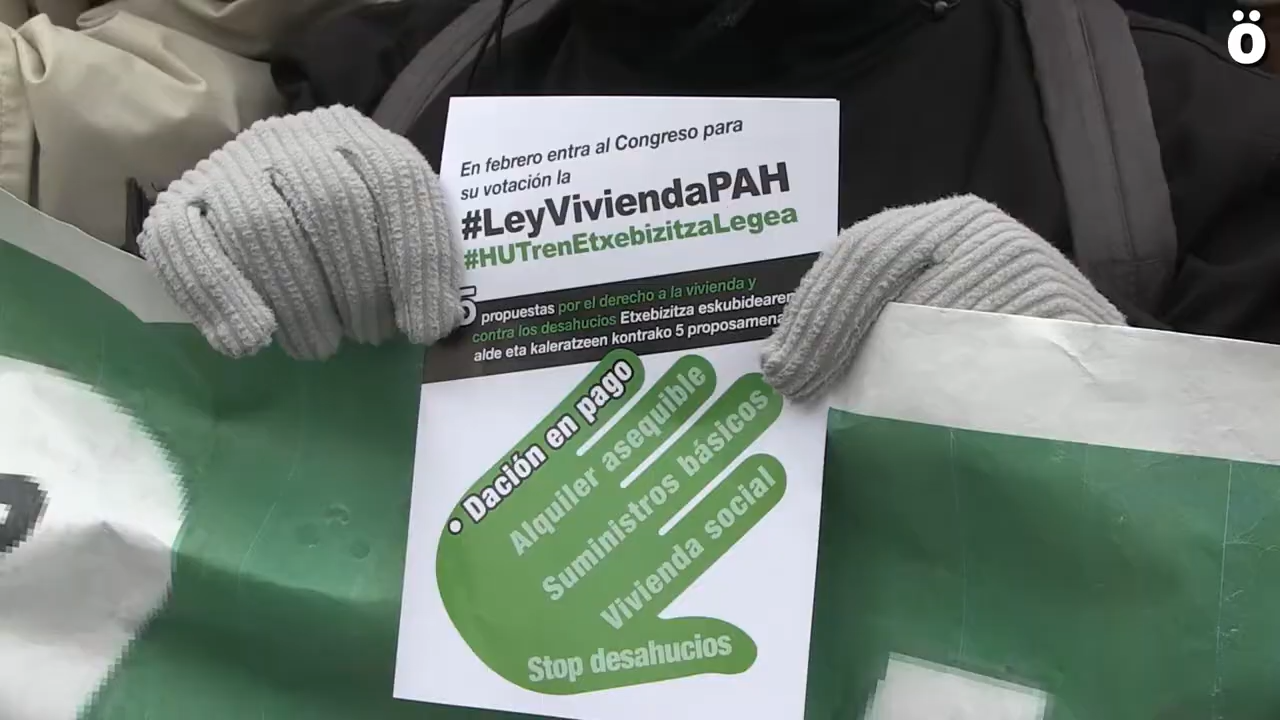 ö
En febrero entra al Congreso para
su votación la
#LeyViviendaPAH
#HUTrenEtxebizitzaLegea
5 propuestas por el derecho a la vivienda y
contra los desahucios Etxebizitza eskubidearen
alde eta kaleratzeen kontrako 5 proposamena
• Dación en pago
Alquiler asequible
Suministros básicos
Vivienda social
Stop desahucios